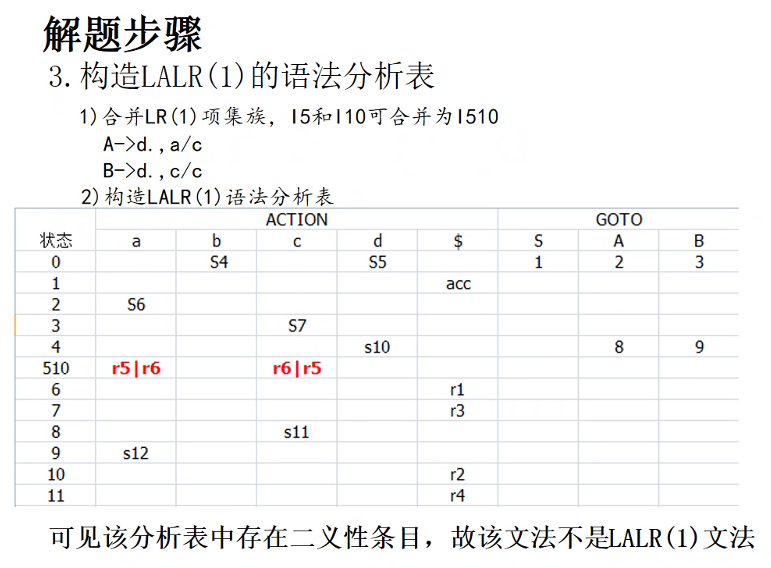 解题步骤
3.构造LALR(1)的语法分析表
1)合并LR(1)项集族，I5和I10可合并为I510
A->d.,a/c
B->d.,c/c
2)构造LALR(1)语法分析表
ACTION GOTO
状态 a b c d $ S A B
0 S4 S5 1 2 3
1 acc
2 S6
3 S7
4 s10 8 9
510 r5|r6 r6|r5
6 r1
7 r3
8 s11
9 s12
10 r2
11 r4
可见该分析表中存在二义性条目，故该文法不是LALR(1)文法